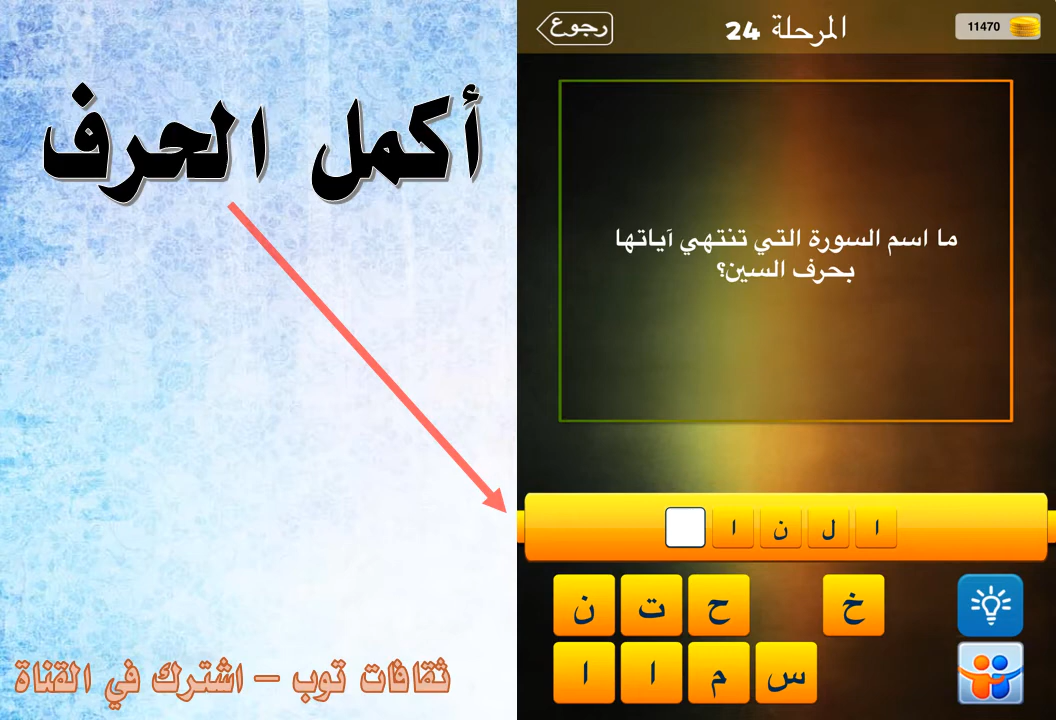 أكمل الحرف
ثقافات توب – اشترك في القناة
رجوع
المرحلة 24
11470
ما اسم السورة التي تنتهي آياتها
بحرف السين؟
ا ل ن ا
ن ت ح خ
ا ا م س